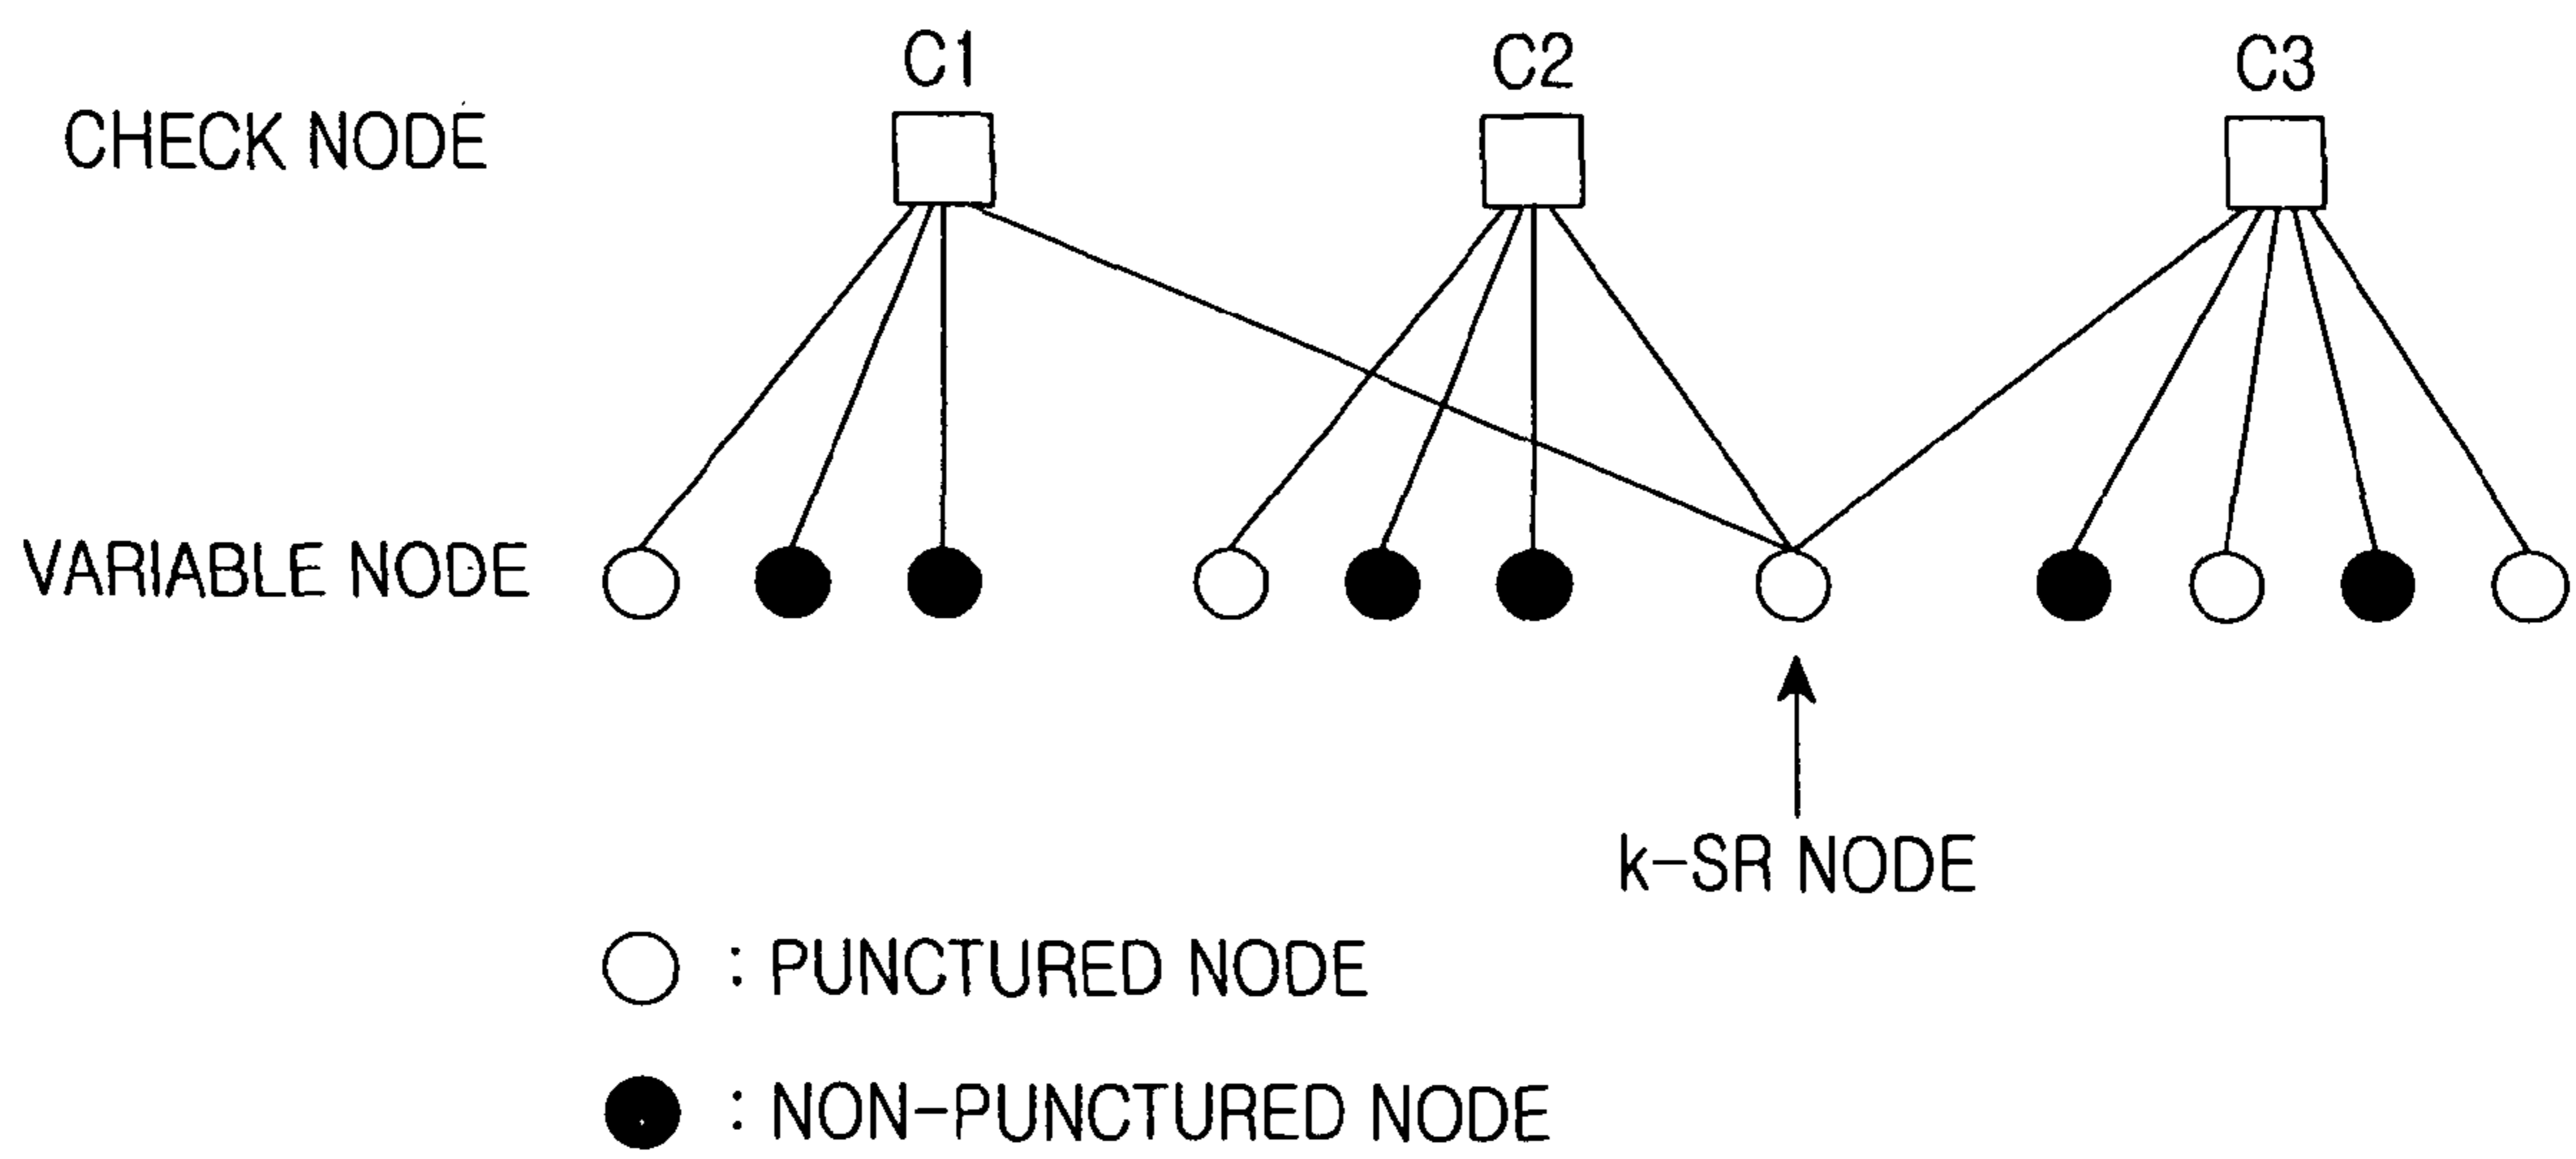 C1 C2 C3
CHECK NODE
VARIABLE NODE
k-SR NODE
: PUNCTURED NODE
: NON-PUNCTURED NODE